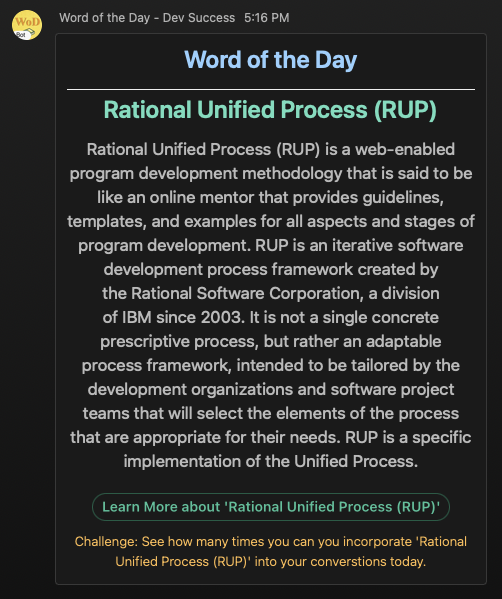 WoD
Bot
Word of the Day - Dev Success 5:16 PM
Word of the Day
Rational Unified Process (RUP)
Rational Unified Process (RUP) is a web-enabled
program development methodology that is said to be
like an online mentor that provides guidelines,
templates, and examples for all aspects and stages of
program development. RUP is an iterative software
development process framework created by
the Rational Software Corporation, a division
of IBM since 2003. It is not a single concrete
prescriptive process, but rather an adaptable
process framework, intended to be tailored by the
development organizations and software project
teams that will select the elements of the process
that are appropriate for their needs. RUP is a specific
implementation of the Unified Process.
Learn More about 'Rational Unified Process (RUP)'
Challenge: See how many times you can you incorporate 'Rational
Unified Process (RUP)' into your converstions today.